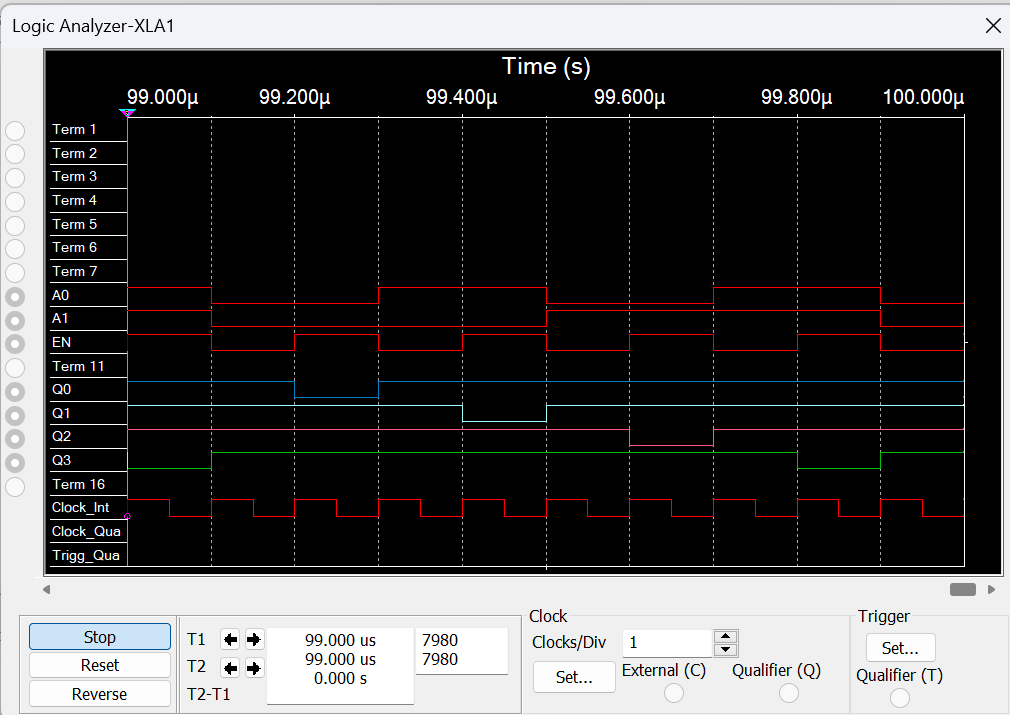 Logic Analyzer-XLA1
Time (s)
99.000µ 99.200µ 99.400µ 99.600µ 99.800µ 100.000µ
Term 1
Term 2
Term 3
Term 4
Term 5
Term 6
Term 7
A0
A1
EN
Term 11
Q0
Q1
Q2
Q3
Term 16
Clock_Int
Clock_Qua
Trigg_Qua
Stop
Reset
Reverse
T1 99.000 us 7980
T2 99.000 us 7980
T2-T1 0.000 s
Clock
Clocks/Div 1
Set...
External (C)
Qualifier (Q)
Trigger
Set...
Qualifier (T)